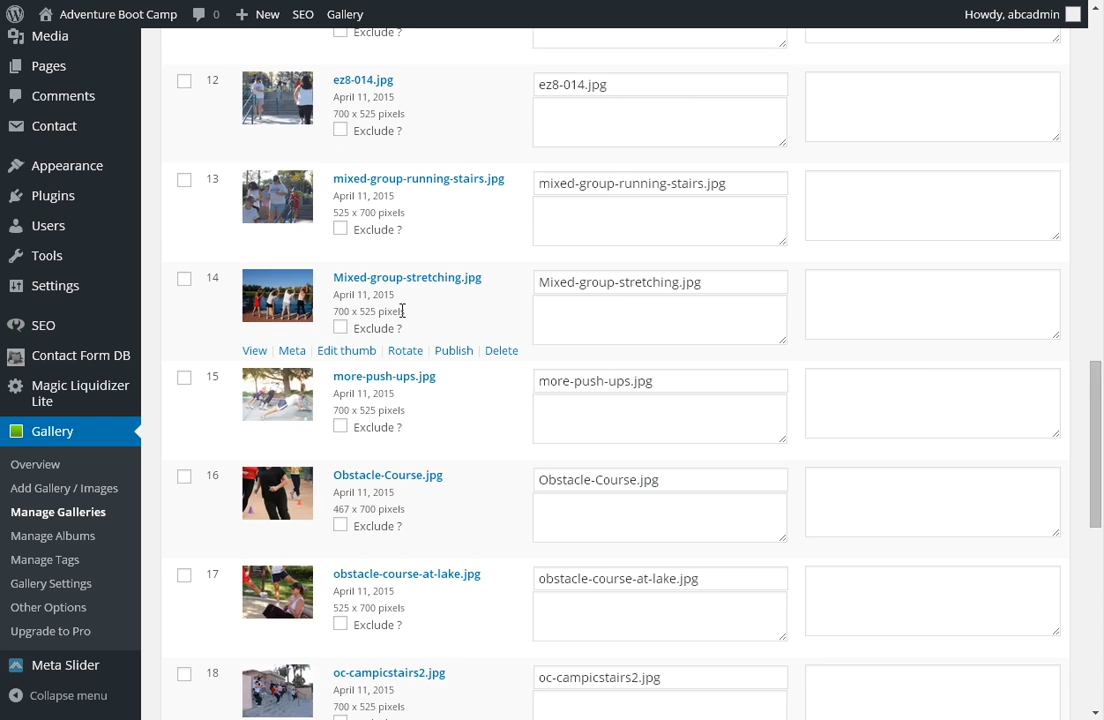 Adventure Boot Camp 0 New SEO Gallery Howdy, abcadmin
Media
Pages
Comments
Contact
Appearance
Plugins
Users
Tools
Settings
SEO
Contact Form DB
Magic Liquidizer
Lite
Gallery
Overview
Add Gallery / Images
Manage Galleries
Manage Albums
Manage Tags
Gallery Settings
Other Options
Upgrade to Pro
Meta Slider
Collapse menu
Exclude ?
12 ez8-014.jpg ez8-014.jpg
April 11, 2015
700 x 525 pixels
Exclude ?
13 mixed-group-running-stairs.jpg mixed-group-running-stairs.jpg
April 11, 2015
525 x 700 pixels
Exclude ?
14 Mixed-group-stretching.jpg Mixed-group-stretching.jpg
April 11, 2015
700 x 525 pixels
Exclude ?
View | Meta | Edit thumb | Rotate | Publish | Delete
15 more-push-ups.jpg more-push-ups.jpg
April 11, 2015
700 x 525 pixels
Exclude ?
16 Obstacle-Course.jpg Obstacle-Course.jpg
April 11, 2015
467 x 700 pixels
Exclude ?
17 obstacle-course-at-lake.jpg obstacle-course-at-lake.jpg
April 11, 2015
525 x 700 pixels
Exclude ?
18 oc-campicstairs2.jpg oc-campicstairs2.jpg
April 11, 2015
700 x 525 pixels